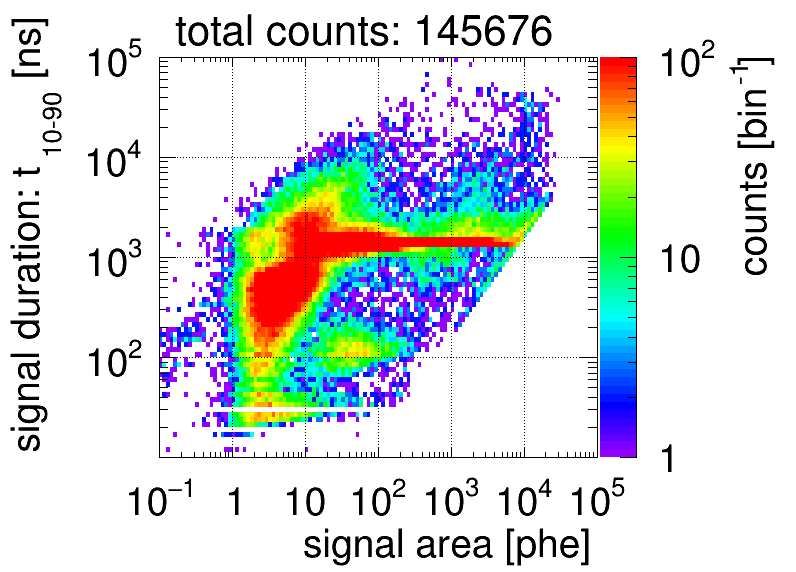 total counts: 145676
signal duration: t 10-90 [ns]
10^5
10^4
10^3
10^2
10^−1 1 10 10^2 10^3 10^4 10^5
signal area [phe]
10^2
10
1
counts [bin^-1]